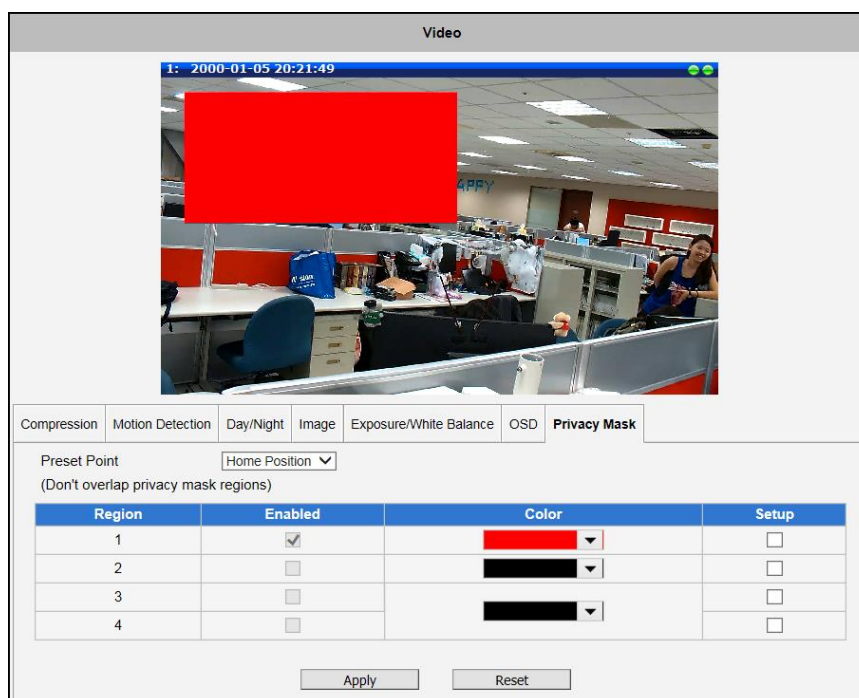 Video
1: 2000-01-05 20:21:49
APPY
Compression Motion Detection Day/Night Image Exposure/White Balance OSD Privacy Mask
Preset Point Home Position
(Don't overlap privacy mask regions)
Region Enabled Color Setup
1
2
3
4
Apply Reset